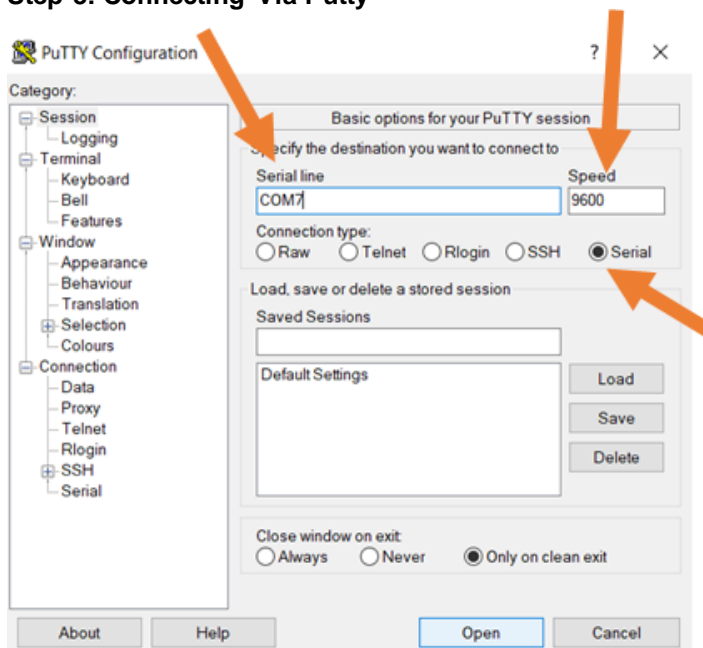 Step 3: Connecting Via Putty
PuTTY Configuration
?
Category:
Session
Logging
Terminal
Keyboard
Bell
Features
Window
Appearance
Behaviour
Translation
Selection
Colours
Connection
Data
Proxy
Telnet
Rlogin
SSH
Serial
Basic options for your PuTTY session
Specify the destination you want to connect to
Serial line Speed
COM7 9600
Connection type:
Raw Telnet Rlogin SSH Serial
Load, save or delete a stored session
Saved Sessions
Default Settings
Load
Save
Delete
Close window on exit:
Always Never Only on clean exit
About Help Open Cancel